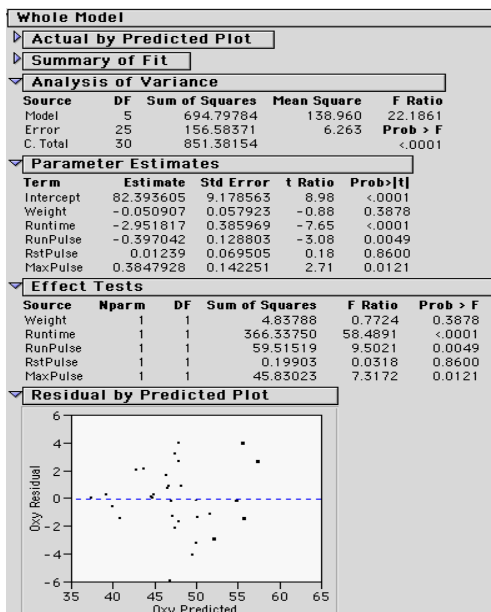 Whole Model
Actual by Predicted Plot
Summary of Fit
Analysis of Variance
Source DF Sum of Squares Mean Square F Ratio
Model 5 694.79784 138.960 22.1861
Error 25 156.58371 6.263 Prob > F
C. Total 30 851.38154 <.0001
Parameter Estimates
Term Estimate Std Error t Ratio Prob>|t|
Intercept 82.393605 9.178563 8.98 <.0001
Weight -0.050907 0.057923 -0.88 0.3878
Runtime -2.951817 0.385969 -7.65 <.0001
RunPulse -0.397042 0.128803 -3.08 0.0049
RstPulse 0.01239 0.069505 0.18 0.8600
MaxPulse 0.3847928 0.142251 2.71 0.0121
Effect Tests
Source Nparm DF Sum of Squares F Ratio Prob > F
Weight 1 1 4.83788 0.7724 0.3878
Runtime 1 1 366.33750 58.4891 <.0001
RunPulse 1 1 59.51519 9.5021 0.0049
RstPulse 1 1 0.19903 0.0318 0.8600
MaxPulse 1 1 45.83023 7.3172 0.0121
Residual by Predicted Plot
6
4
2
0
-2
-4
-6
Oxy Residual
35 40 45 50 55 60 65
Oxy Predicted